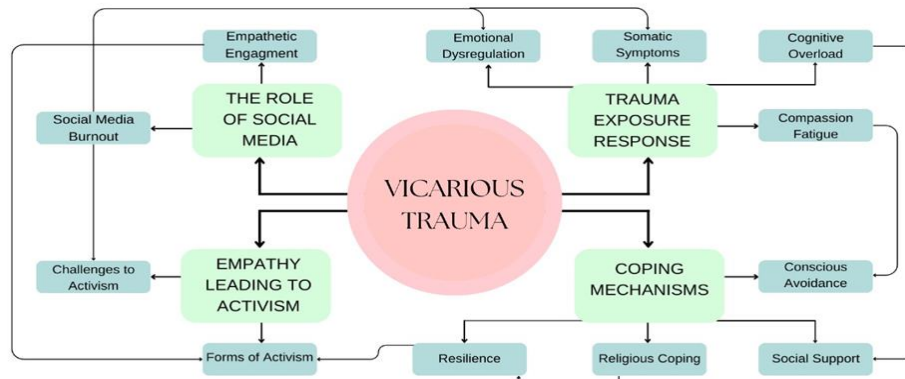 Empathetic
Engagment
Emotional
Dysregulation
Somatic
Symptoms
Cognitive
Overload
THE ROLE
OF SOCIAL
MEDIA
TRAUMA
EXPOSURE
RESPONSE
Social Media
Burnout
Compassion
Fatigue
VICARIOUS
TRAUMA
EMPATHY
LEADING TO
ACTIVISM
COPING
MECHANISMS
Challenges to
Activism
Conscious
Avoidance
Forms of Activism
Resilience
Religious Coping
Social Support